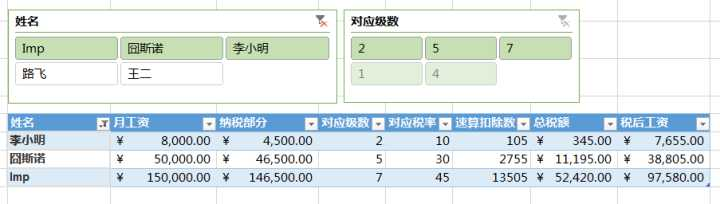 姓名
Imp 囧斯诺 李小明
路飞 王二
对应级数
2 5 7
1 4
姓名 月工资 纳税部分 对应级数 对应税率 速算扣除数 总税额 税后工资
李小明 ¥ 8,000.00 ¥ 4,500.00 2 10 105 ¥ 345.00 ¥ 7,655.00
囧斯诺 ¥ 50,000.00 ¥ 46,500.00 5 30 2755 ¥ 11,195.00 ¥ 38,805.00
Imp ¥ 150,000.00 ¥ 146,500.00 7 45 13505 ¥ 52,420.00 ¥ 97,580.00